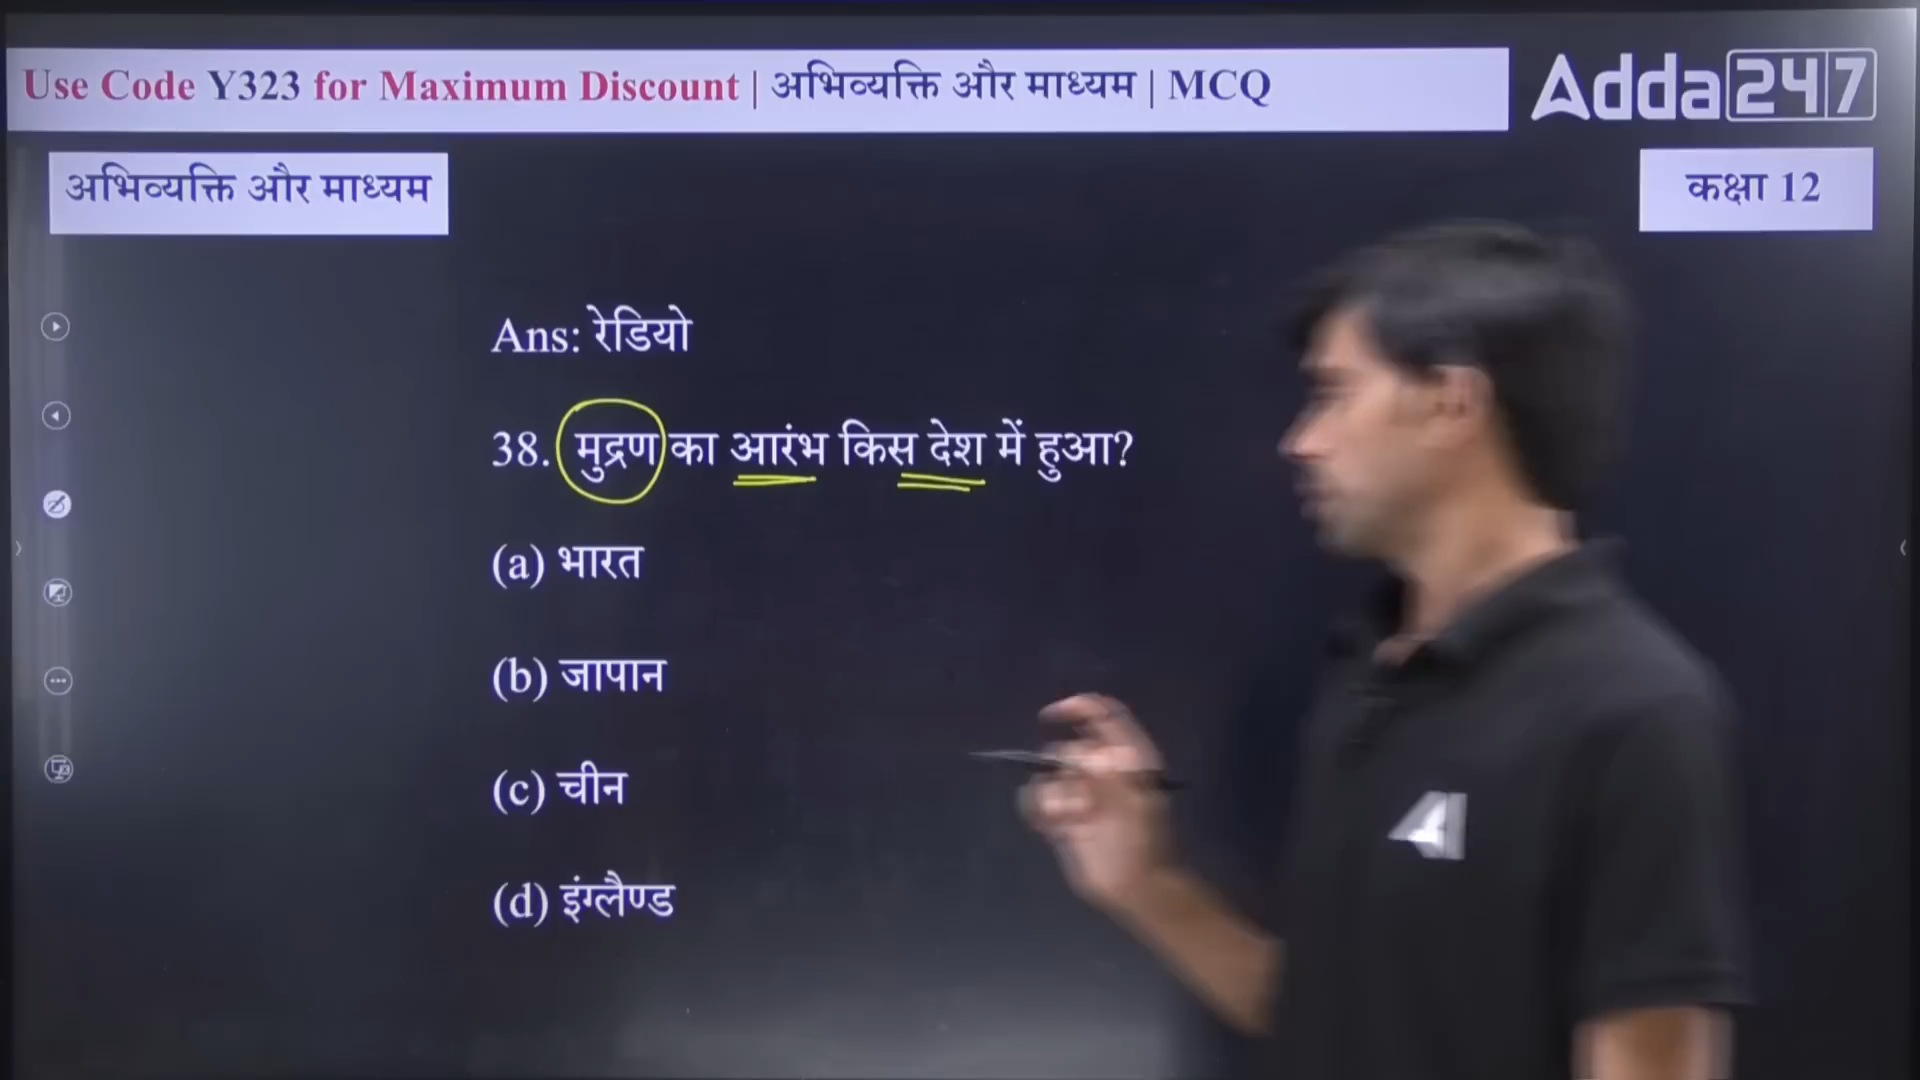 Use Code Y323 for Maximum Discount | अभिव्यक्ति और माध्यम | MCQ
Adda247
अभिव्यक्ति और माध्यम
कक्षा 12
Ans: रेडियो
38. मुद्रण का आरंभ किस देश में हुआ?
(a) भारत
(b) जापान
(c) चीन
(d) इंग्लैण्ड